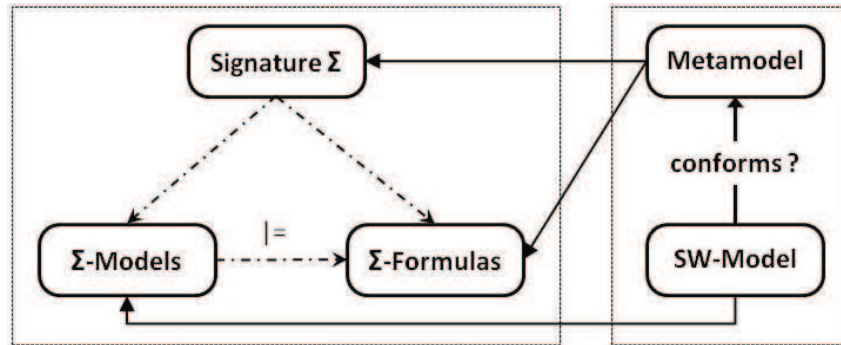 Signature Σ
Metamodel
conforms ?
|=
Σ-Models
Σ-Formulas
SW-Model